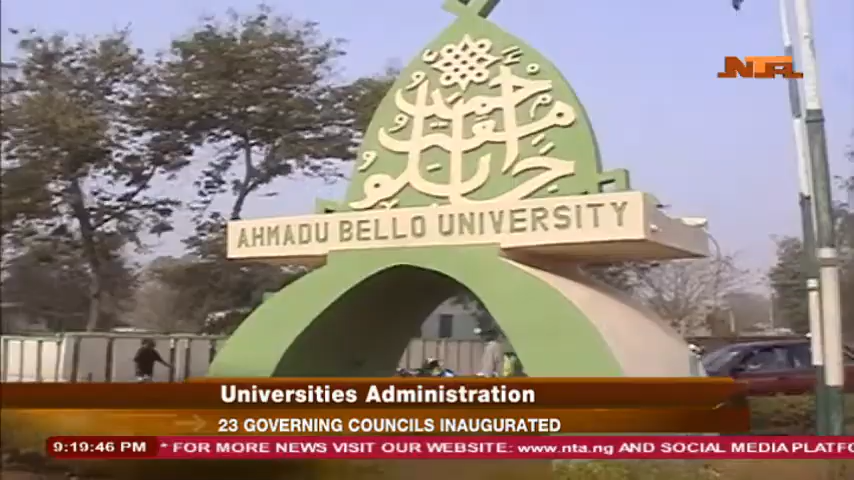 NTA
AHMADU BELLO UNIVERSITY
Universities Administration
23 GOVERNING COUNCILS INAUGURATED
9:19:46 PM
* FOR MORE NEWS VISIT OUR WEBSITE: www.nta.ng AND SOCIAL MEDIA PLATFO